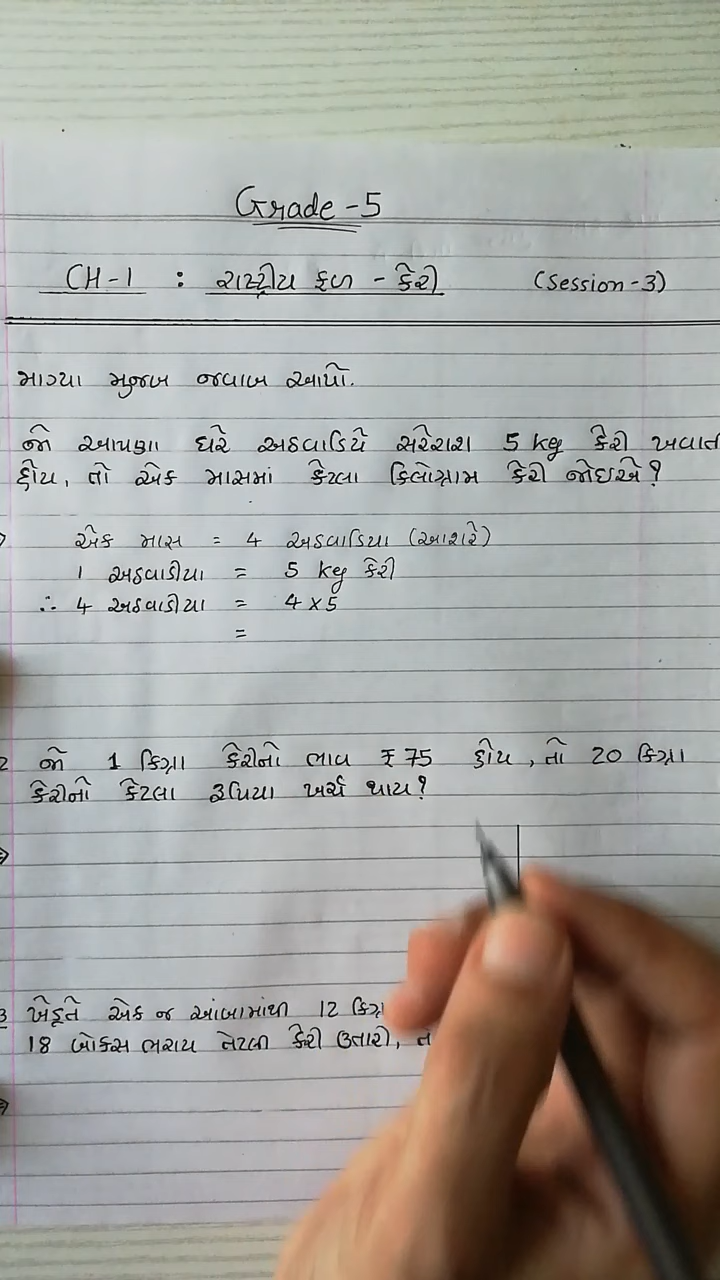 Grade-5
CH-1 : રાષ્ટ્રીય ફળ - કેરી (Session-3)
માગ્યા મુજબ જવાબ આપો.
જો આપણા ઘરે અઠવાડિયે સરેરાશ 5 kg કેરી ખવાતી
હોય, તો એક માસમાં કેટલા કિલોગ્રામ કેરી જોઇએ?
એક માસ = 4 અઠવાડિયા (આશરે)
1 અઠવાડીયા = 5 kg કેરી
∴ 4 અઠવાડીયા = 4 x 5
=
2 જો 1 કિગ્રા કેરીનો ભાવ ₹ 75 હોય, તો 20 કિગ્રા
કેરીનો કેટલા રૂપિયા ખર્ચ થાય?
3 ખેડૂતે એક જ આંબામાંથી 12 કિગ્રા
18 બોક્સ ભરાય તેટલી કેરી ઉતારી,